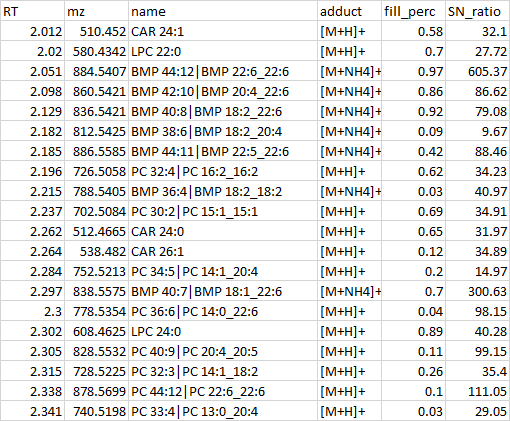 RT mz name adduct fill_perc SN_ratio
2.012 510.452 CAR 24:1 [M+H]+ 0.58 32.1
2.02 580.4342 LPC 22:0 [M+H]+ 0.7 27.72
2.051 884.5407 BMP 44:12|BMP 22:6_22:6 [M+NH4]+ 0.97 605.37
2.098 860.5421 BMP 42:10|BMP 20:4_22:6 [M+NH4]+ 0.86 86.62
2.129 836.5421 BMP 40:8|BMP 18:2_22:6 [M+NH4]+ 0.92 79.08
2.182 812.5425 BMP 38:6|BMP 18:2_20:4 [M+NH4]+ 0.09 9.67
2.185 886.5585 BMP 44:11|BMP 22:5_22:6 [M+NH4]+ 0.42 88.46
2.196 726.5058 PC 32:4|PC 16:2_16:2 [M+H]+ 0.62 34.23
2.215 788.5405 BMP 36:4|BMP 18:2_18:2 [M+NH4]+ 0.03 40.97
2.237 702.5084 PC 30:2|PC 15:1_15:1 [M+H]+ 0.69 34.91
2.262 512.4665 CAR 24:0 [M+H]+ 0.65 31.97
2.264 538.482 CAR 26:1 [M+H]+ 0.12 34.89
2.284 752.5213 PC 34:5|PC 14:1_20:4 [M+H]+ 0.2 14.97
2.297 838.5575 BMP 40:7|BMP 18:1_22:6 [M+NH4]+ 0.7 300.63
2.3 778.5354 PC 36:6|PC 14:0_22:6 [M+H]+ 0.04 98.15
2.302 608.4625 LPC 24:0 [M+H]+ 0.89 40.28
2.305 828.5532 PC 40:9|PC 20:4_20:5 [M+H]+ 0.11 99.15
2.315 728.5225 PC 32:3|PC 14:1_18:2 [M+H]+ 0.26 35.4
2.338 878.5699 PC 44:12|PC 22:6_22:6 [M+H]+ 0.1 111.05
2.341 740.5198 PC 33:4|PC 13:0_20:4 [M+H]+ 0.03 29.05